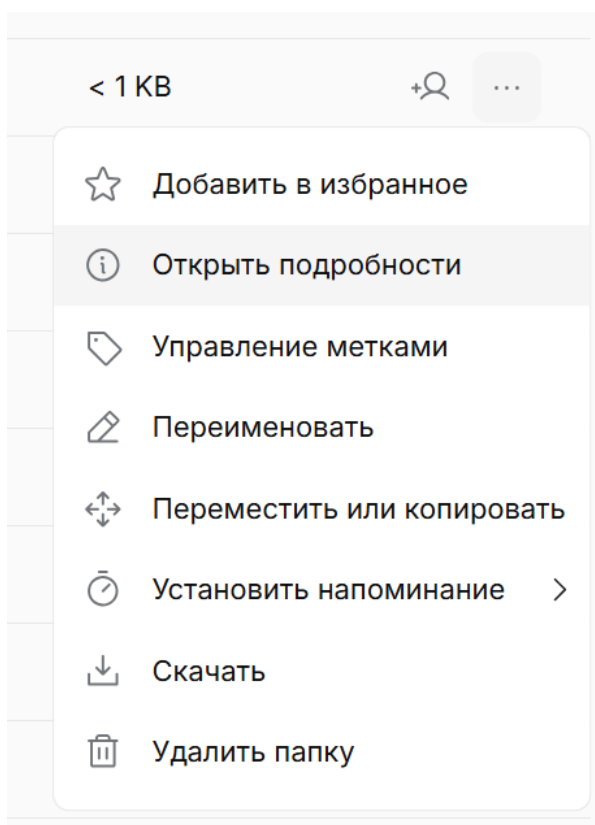 < 1 KB
Добавить в избранное
Открыть подробности
Управление метками
Переименовать
Переместить или копировать
Установить напоминание
Скачать
Удалить папку